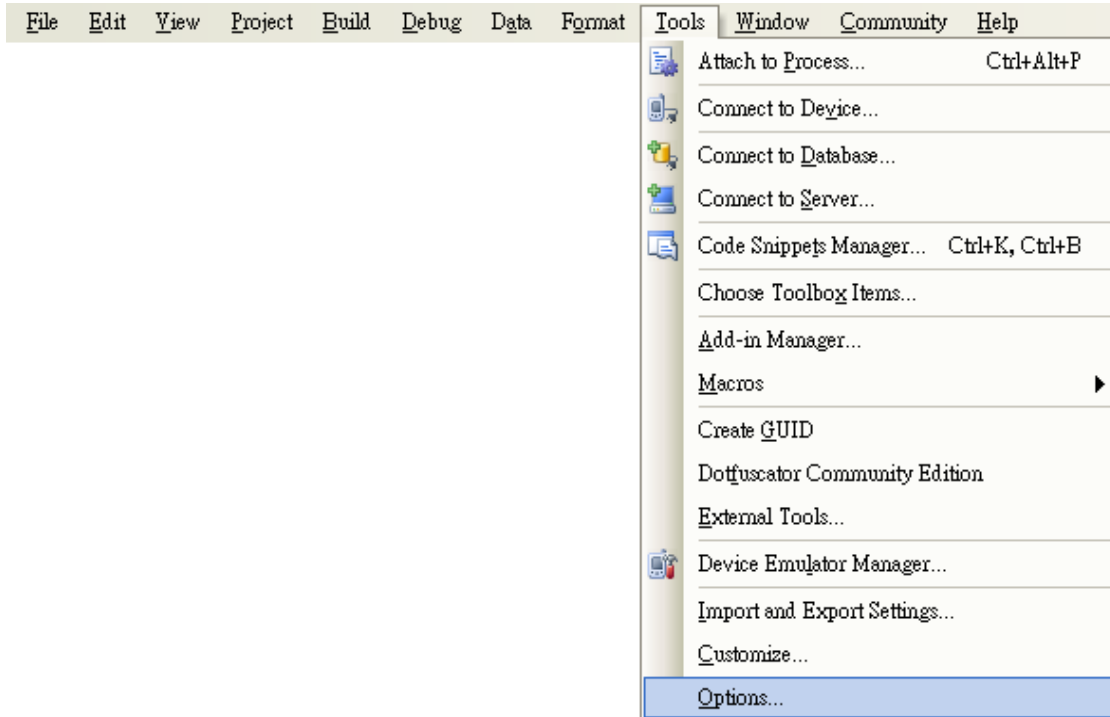 File Edit View Project Build Debug Data Format Tools Window Community Help
Attach to Process... Ctrl+Alt+P
Connect to Device...
Connect to Database...
Connect to Server...
Code Snippets Manager... Ctrl+K, Ctrl+B
Choose Toolbox Items...
Add-in Manager...
Macros
Create GUID
Dotfuscator Community Edition
External Tools...
Device Emulator Manager...
Import and Export Settings...
Customize...
Options...